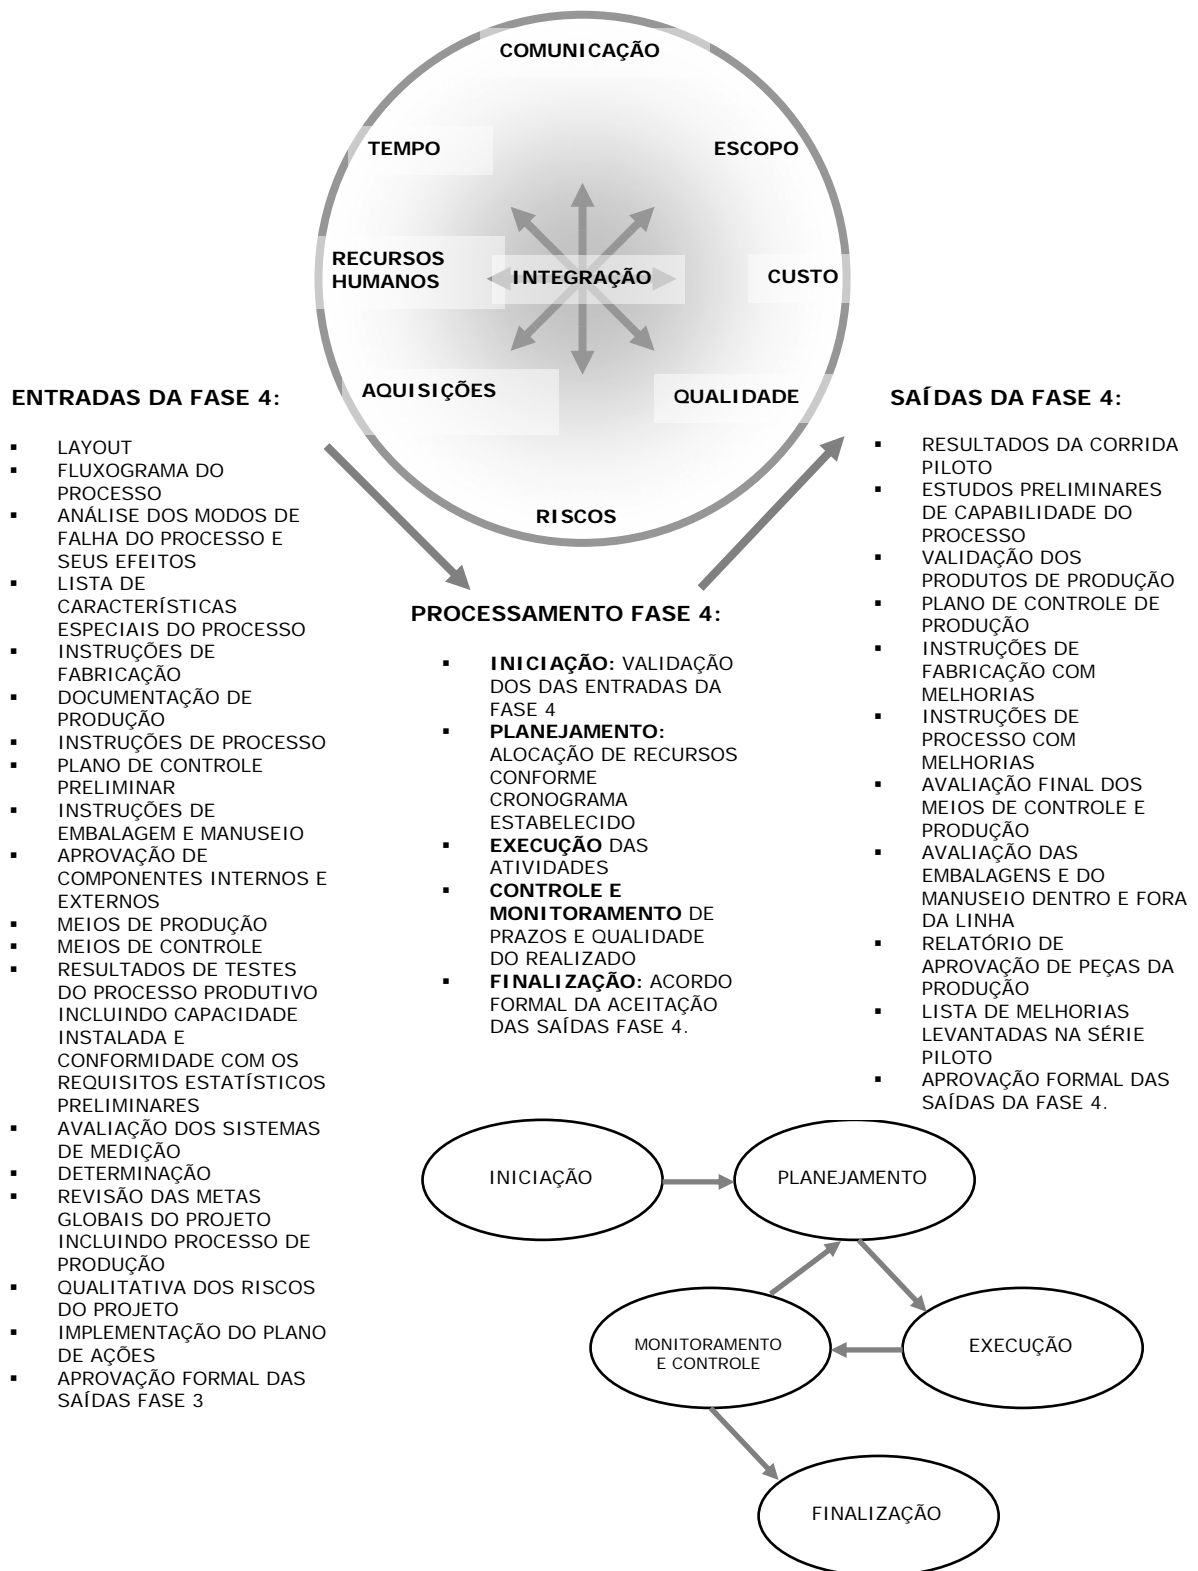 COMUNICAÇÃO
TEMPO
ESCOPO
RECURSOS
HUMANOS
INTEGRAÇÃO
CUSTO
AQUISIÇÕES
QUALIDADE
RISCOS
ENTRADAS DA FASE 4:
▪ LAYOUT
▪ FLUXOGRAMA DO
PROCESSO
▪ ANÁLISE DOS MODOS DE
FALHA DO PROCESSO E
SEUS EFEITOS
▪ LISTA DE
CARACTERÍSTICAS
ESPECIAIS DO PROCESSO
▪ INSTRUÇÕES DE
FABRICAÇÃO
▪ DOCUMENTAÇÃO DE
PRODUÇÃO
▪ INSTRUÇÕES DE PROCESSO
▪ PLANO DE CONTROLE
PRELIMINAR
▪ INSTRUÇÕES DE
EMBALAGEM E MANUSEIO
▪ APROVAÇÃO DE
COMPONENTES INTERNOS E
EXTERNOS
▪ MEIOS DE PRODUÇÃO
▪ MEIOS DE CONTROLE
▪ RESULTADOS DE TESTES
DO PROCESSO PRODUTIVO
INCLUINDO CAPACIDADE
INSTALADA E
CONFORMIDADE COM OS
REQUISITOS ESTATÍSTICOS
PRELIMINARES
▪ AVALIAÇÃO DOS SISTEMAS
DE MEDIÇÃO
▪ DETERMINAÇÃO
▪ REVISÃO DAS METAS
GLOBAIS DO PROJETO
INCLUINDO PROCESSO DE
PRODUÇÃO
▪ QUALITATIVA DOS RISCOS
DO PROJETO
▪ IMPLEMENTAÇÃO DO PLANO
DE AÇÕES
▪ APROVAÇÃO FORMAL DAS
SAÍDAS FASE 3
PROCESSAMENTO FASE 4:
▪ INICIAÇÃO: VALIDAÇÃO
DOS DAS ENTRADAS DA
FASE 4
▪ PLANEJAMENTO:
ALOCAÇÃO DE RECURSOS
CONFORME
CRONOGRAMA
ESTABELECIDO
▪ EXECUÇÃO DAS
ATIVIDADES
▪ CONTROLE E
MONITORAMENTO DE
PRAZOS E QUALIDADE
DO REALIZADO
▪ FINALIZAÇÃO: ACORDO
FORMAL DA ACEITAÇÃO
DAS SAÍDAS FASE 4.
SAÍDAS DA FASE 4:
▪ RESULTADOS DA CORRIDA
PILOTO
▪ ESTUDOS PRELIMINARES
DE CAPABILIDADE DO
PROCESSO
▪ VALIDAÇÃO DOS
PRODUTOS DE PRODUÇÃO
▪ PLANO DE CONTROLE DE
PRODUÇÃO
▪ INSTRUÇÕES DE
FABRICAÇÃO COM
MELHORIAS
▪ INSTRUÇÕES DE
PROCESSO COM
MELHORIAS
▪ AVALIAÇÃO FINAL DOS
MEIOS DE CONTROLE E
PRODUÇÃO
▪ AVALIAÇÃO DAS
EMBALAGENS E DO
MANUSEIO DENTRO E FORA
DA LINHA
▪ RELATÓRIO DE
APROVAÇÃO DE PEÇAS DA
PRODUÇÃO
▪ LISTA DE MELHORIAS
LEVANTADAS NA SÉRIE
PILOTO
▪ APROVAÇÃO FORMAL DAS
SAÍDAS DA FASE 4.
INICIAÇÃO
PLANEJAMENTO
MONITORAMENTO
E CONTROLE
EXECUÇÃO
FINALIZAÇÃO